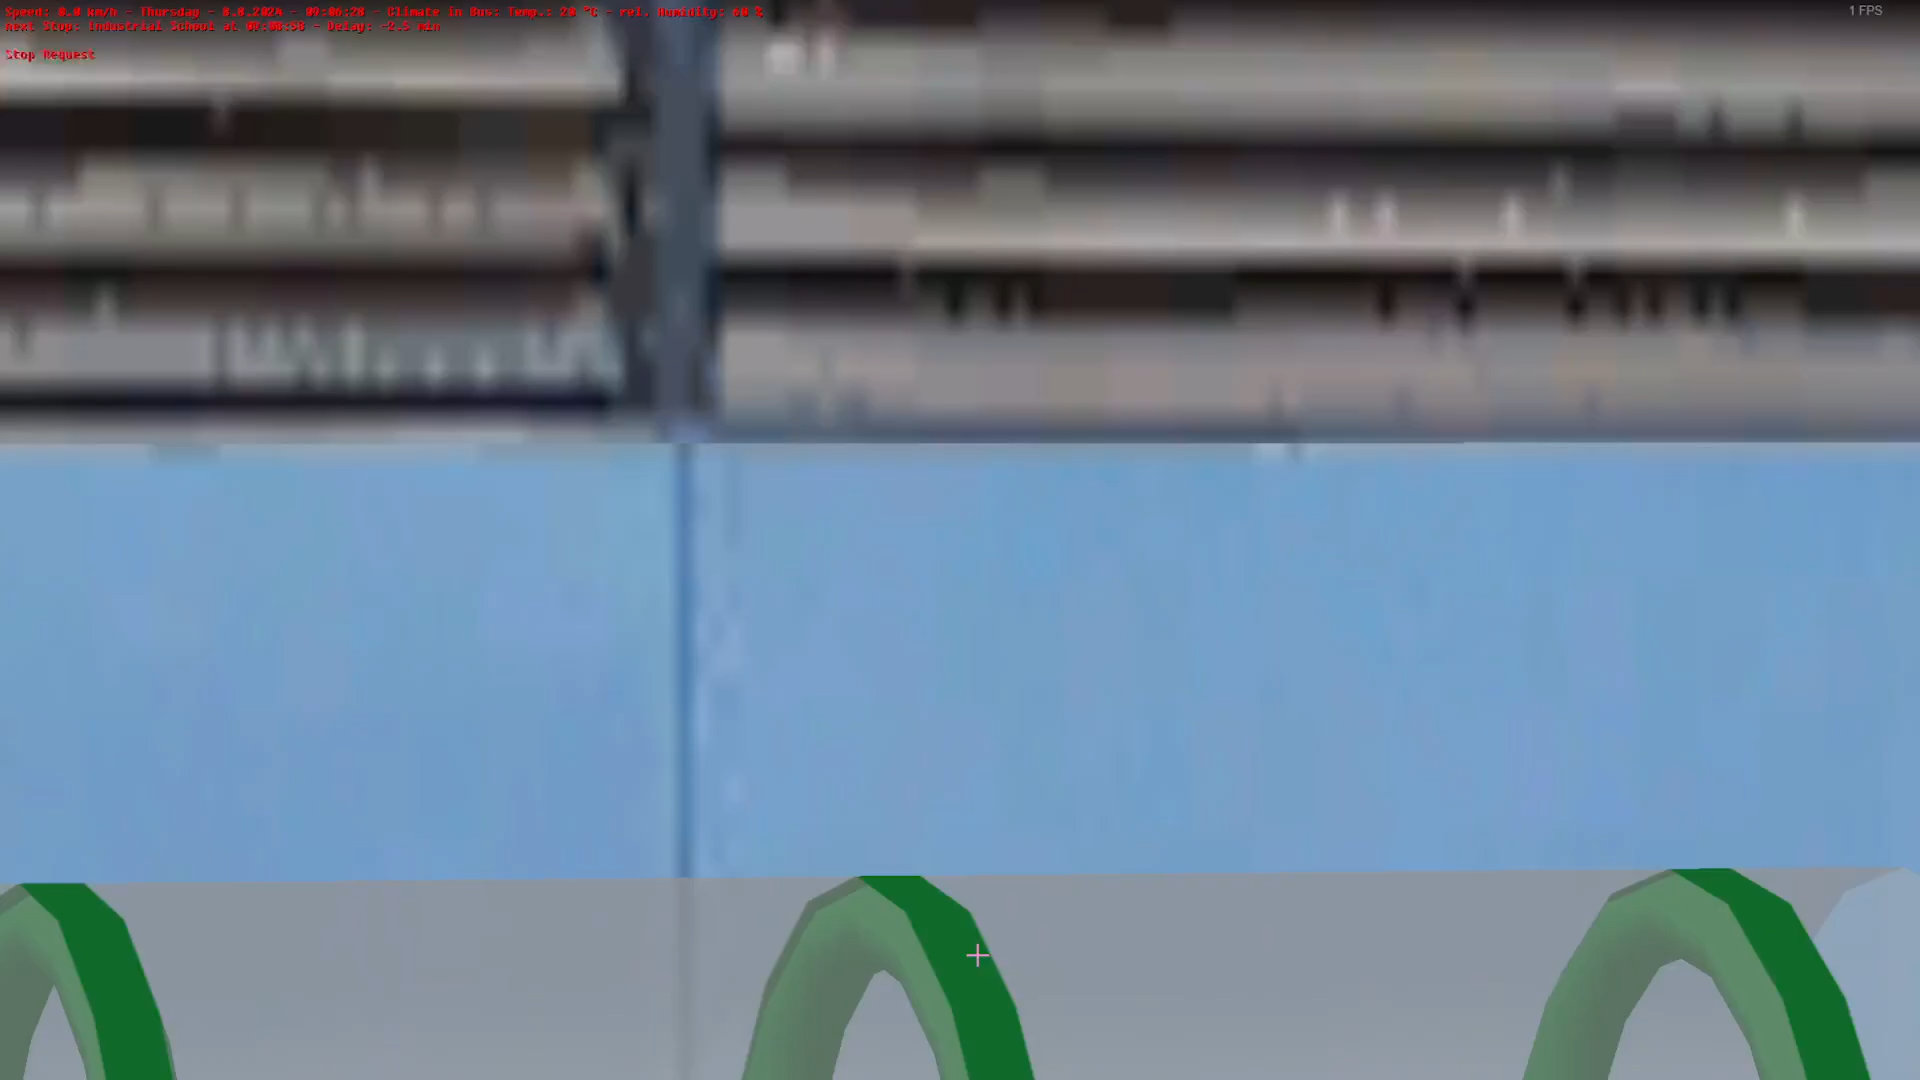 Speed: 0.0 km/h - Thursday - 8.8.2024 - 09:06:20 - Climate in Bus: Temp.: 20 °C - rel. Humidity: 60 %
1 FPS
next Stop: Industrial School at 09:08:58 - Delay: -2.5 min
Stop Request